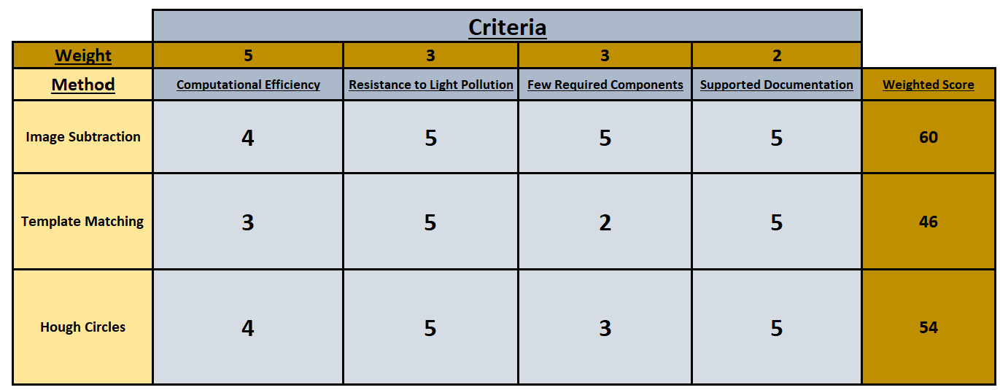 Criteria
Weight 5 3 3 2
Method Computational Efficiency Resistance to Light Pollution Few Required Components Supported Documentation Weighted Score
Image Subtraction 4 5 5 5 60
Template Matching 3 5 2 5 46
Hough Circles 4 5 3 5 54